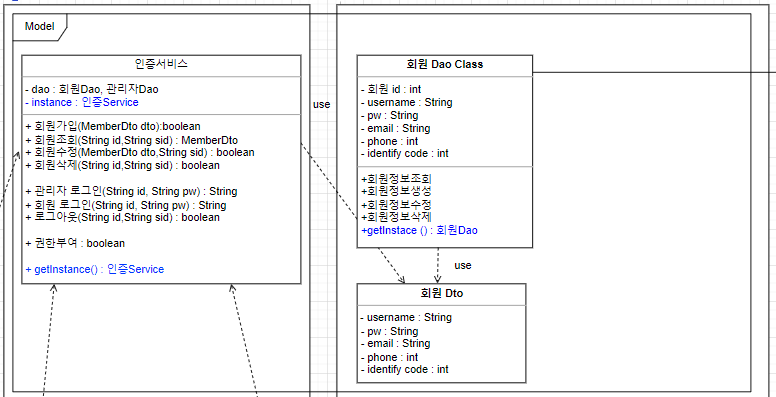 Model
인증서비스
- dao : 회원Dao, 관리자Dao
- instance : 인증Service
+ 회원가입(MemberDto dto):boolean
+ 회원조회(String id,String sid) : MemberDto
+ 회원수정(MemberDto dto,String sid) : boolean
+ 회원삭제(String id,String sid) : boolean
+ 관리자 로그인(String id, String pw) : String
+ 회원 로그인(String id, String pw) : String
+ 로그아웃(String id,String sid) : boolean
+ 권한부여 : boolean
+ getInstance() : 인증Service
use
회원 Dao Class
- 회원 id : int
- username : String
- pw : String
- email : String
- phone : int
- identify code : int
+회원정보조회
+회원정보생성
+회원정보수정
+회원정보삭제
+getInstace () : 회원Dao
use
회원 Dto
- username : String
- pw : String
- email : String
- phone : int
- identify code : int